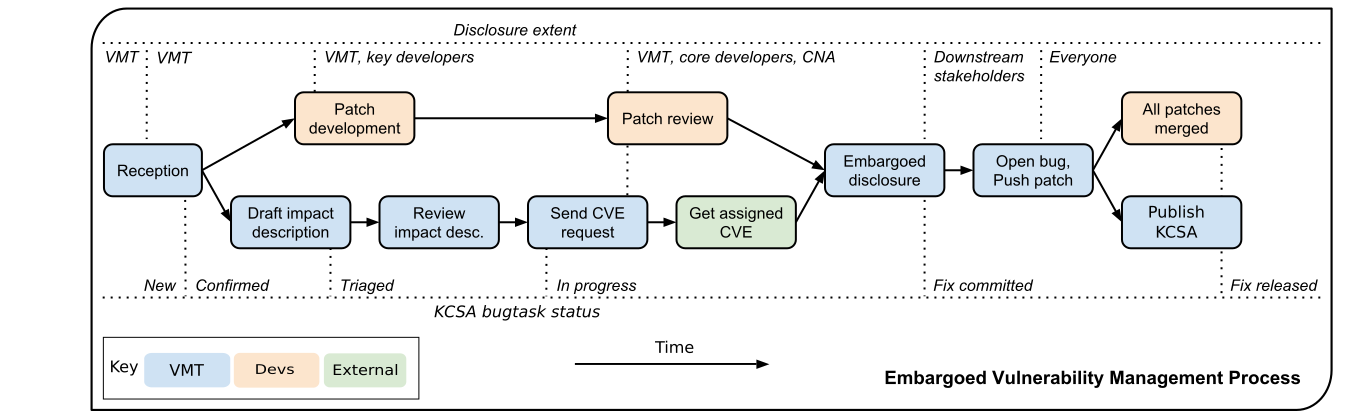 Disclosure extent
VMT
VMT
VMT, key developers
VMT, core developers, CNA
Downstream
stakeholders
Everyone
Patch
development
Patch review
All patches
merged
Reception
Embargoed
disclosure
Open bug,
Push patch
Draft impact
description
Review
impact desc.
Send CVE
request
Get assigned
CVE
Publish
KCSA
New
Confirmed
Triaged
In progress
Fix committed
Fix released
KCSA bugtask status
Key
VMT
Devs
External
Time
Embargoed Vulnerability Management Process